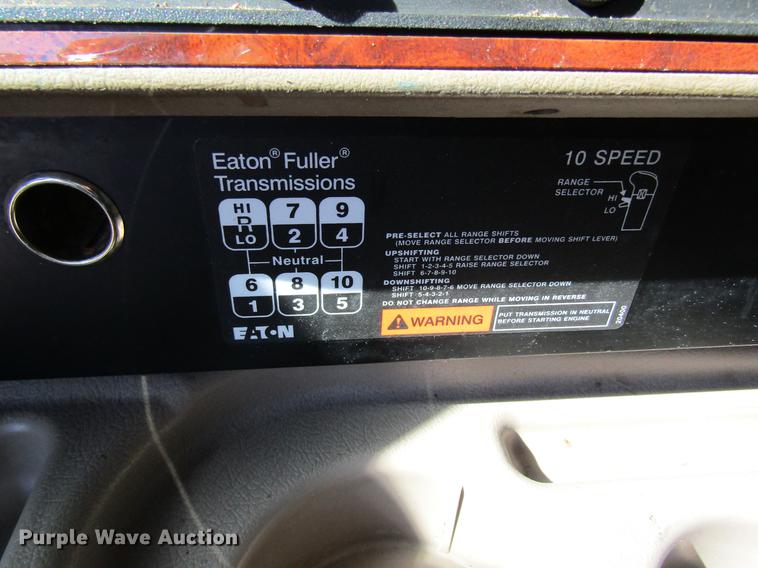 Eaton® Fuller®
Transmissions
10 SPEED
RANGE
SELECTOR
HI
LO
HI 7 9
R
LO 2 4
Neutral
6 8 10
1 3 5
EATON
PRE-SELECT ALL RANGE SHIFTS
(MOVE RANGE SELECTOR BEFORE MOVING SHIFT LEVER)
UPSHIFTING
START WITH RANGE SELECTOR DOWN
SHIFT 1-2-3-4-5 RAISE RANGE SELECTOR
SHIFT 6-7-8-9-10
DOWNSHIFTING
SHIFT 10-9-8-7-6 MOVE RANGE SELECTOR DOWN
SHIFT 5-4-3-2-1
DO NOT CHANGE RANGE WHILE MOVING IN REVERSE
WARNING
PUT TRANSMISSION IN NEUTRAL
BEFORE STARTING ENGINE
20400
Purple Wave Auction